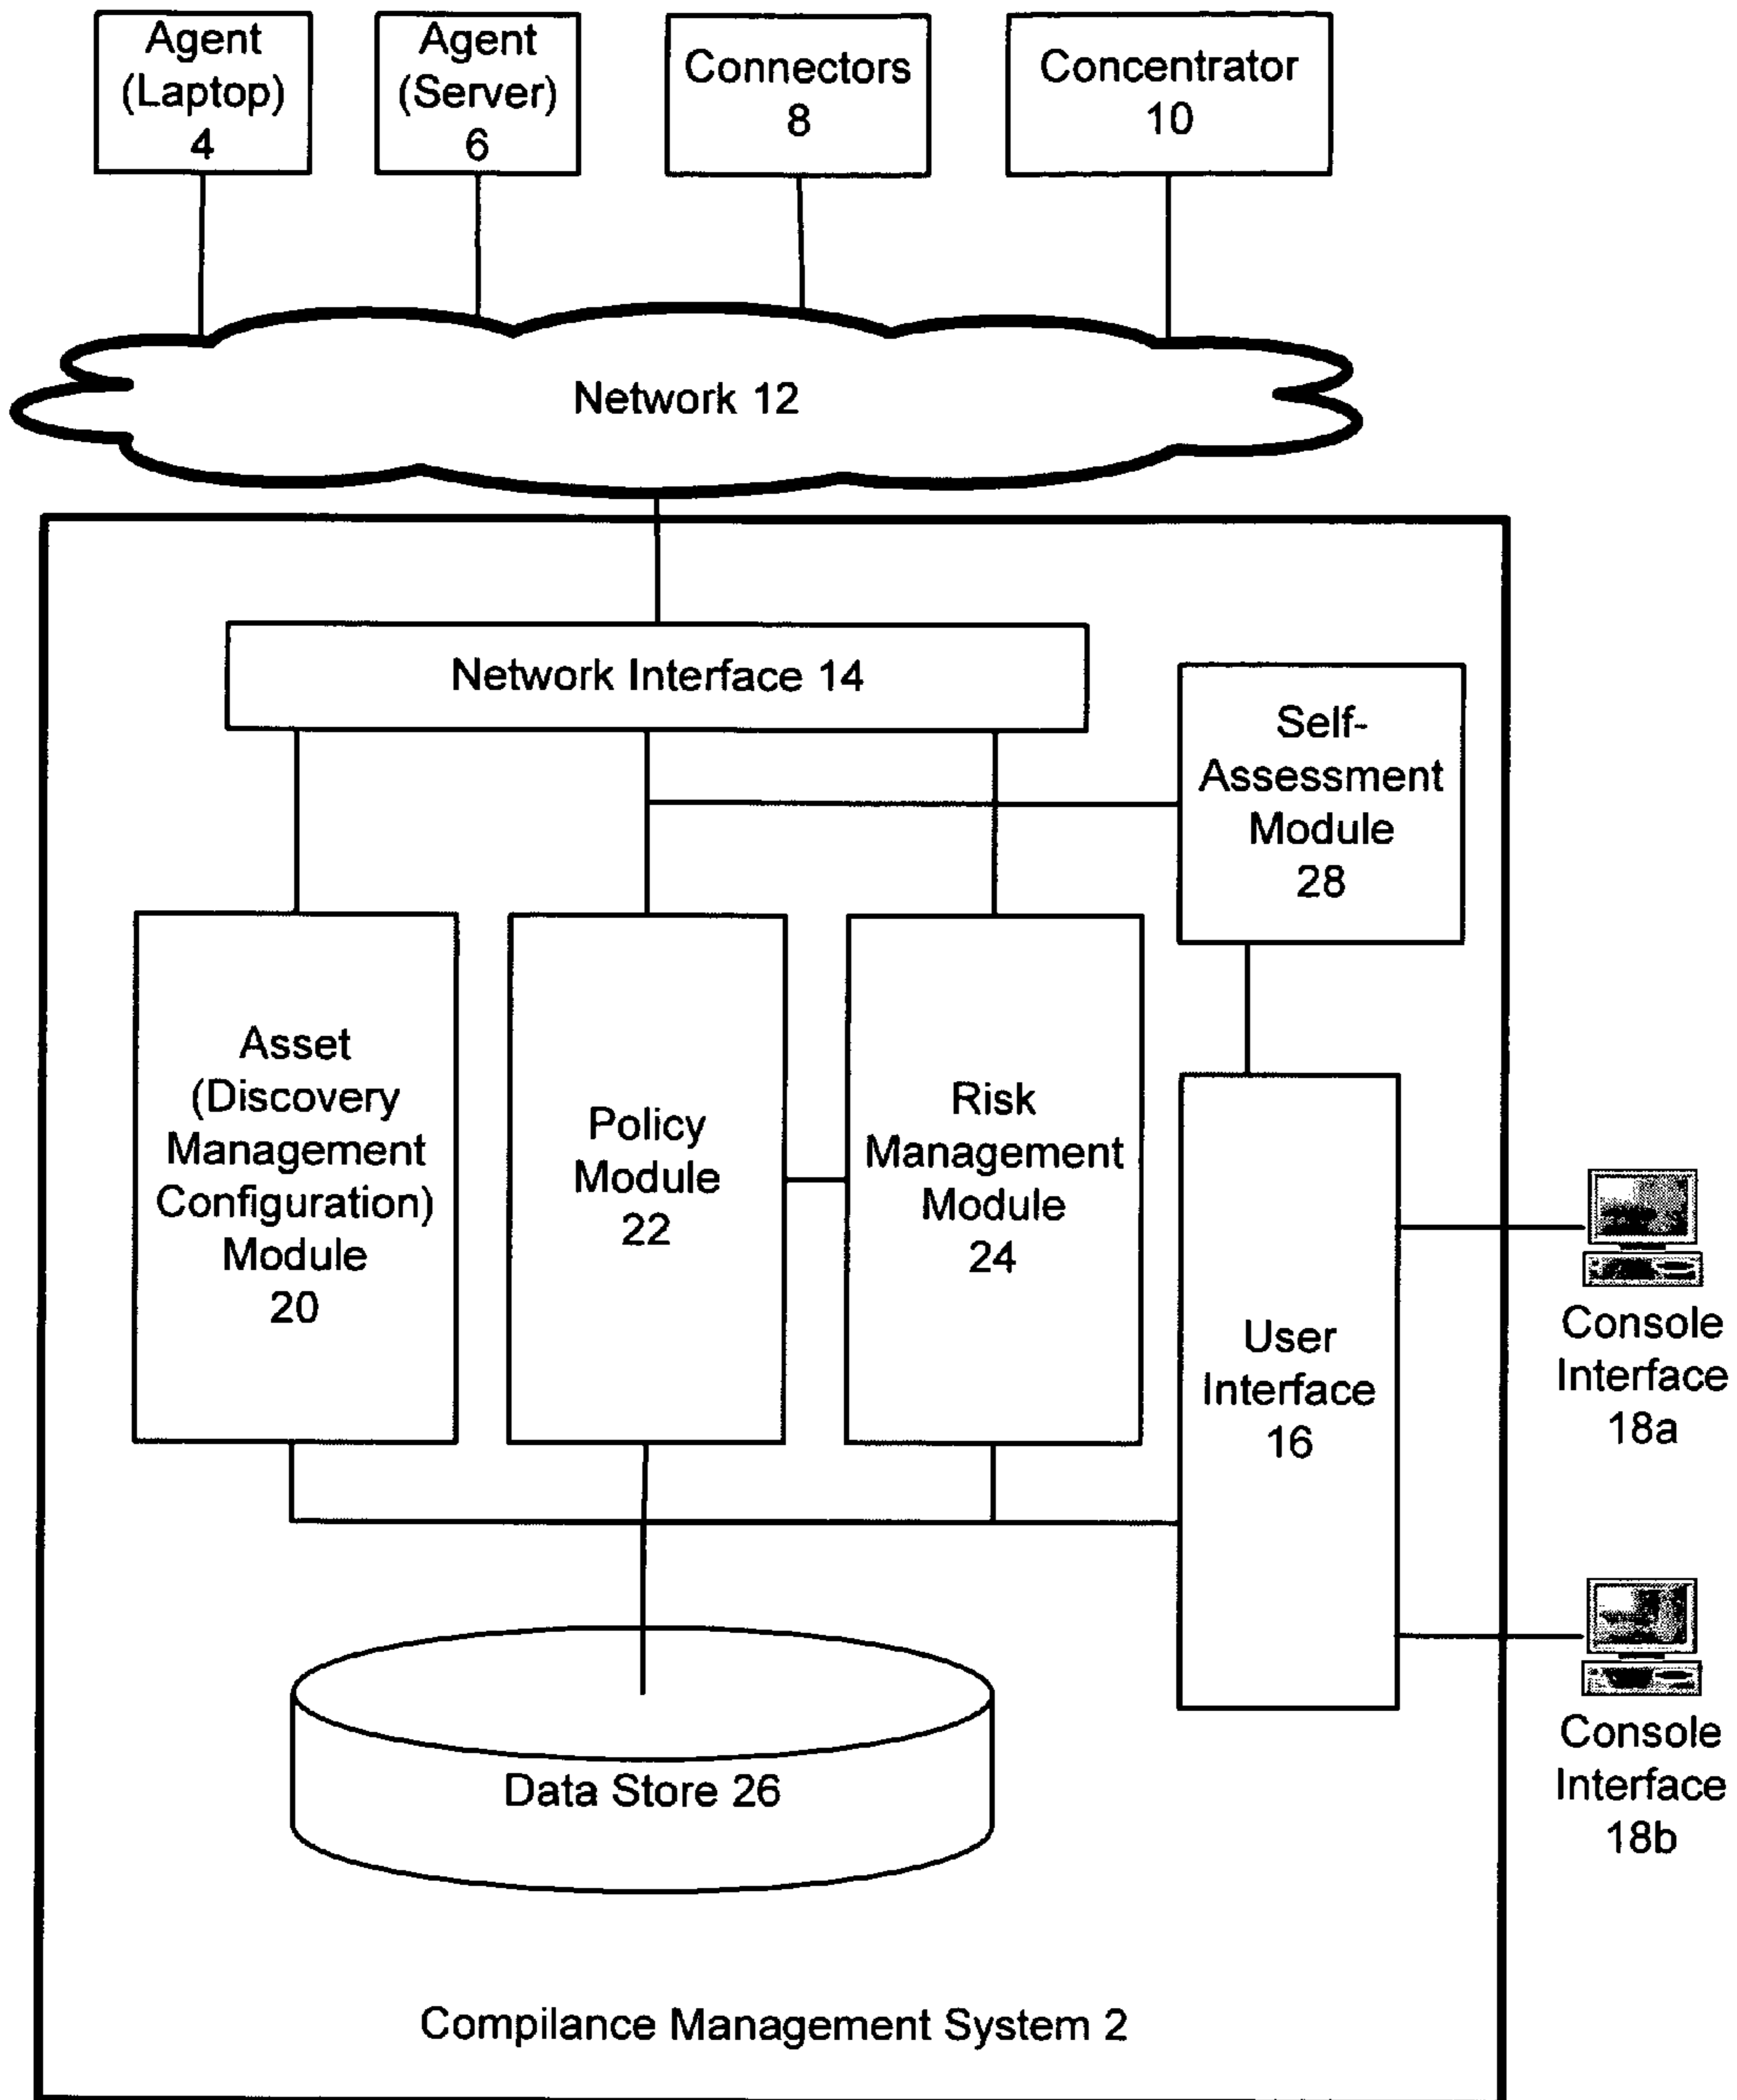 Agent
(Laptop)
4
Agent
(Server)
6
Connectors
8
Concentrator
10
Network 12
Network Interface 14
Self-
Assessment
Module
28
Asset
(Discovery
Management
Configuration)
Module
20
Policy
Module
22
Risk
Management
Module
24
User
Interface
16
Console
Interface
18a
Console
Interface
18b
Data Store 26
Compilance Management System 2